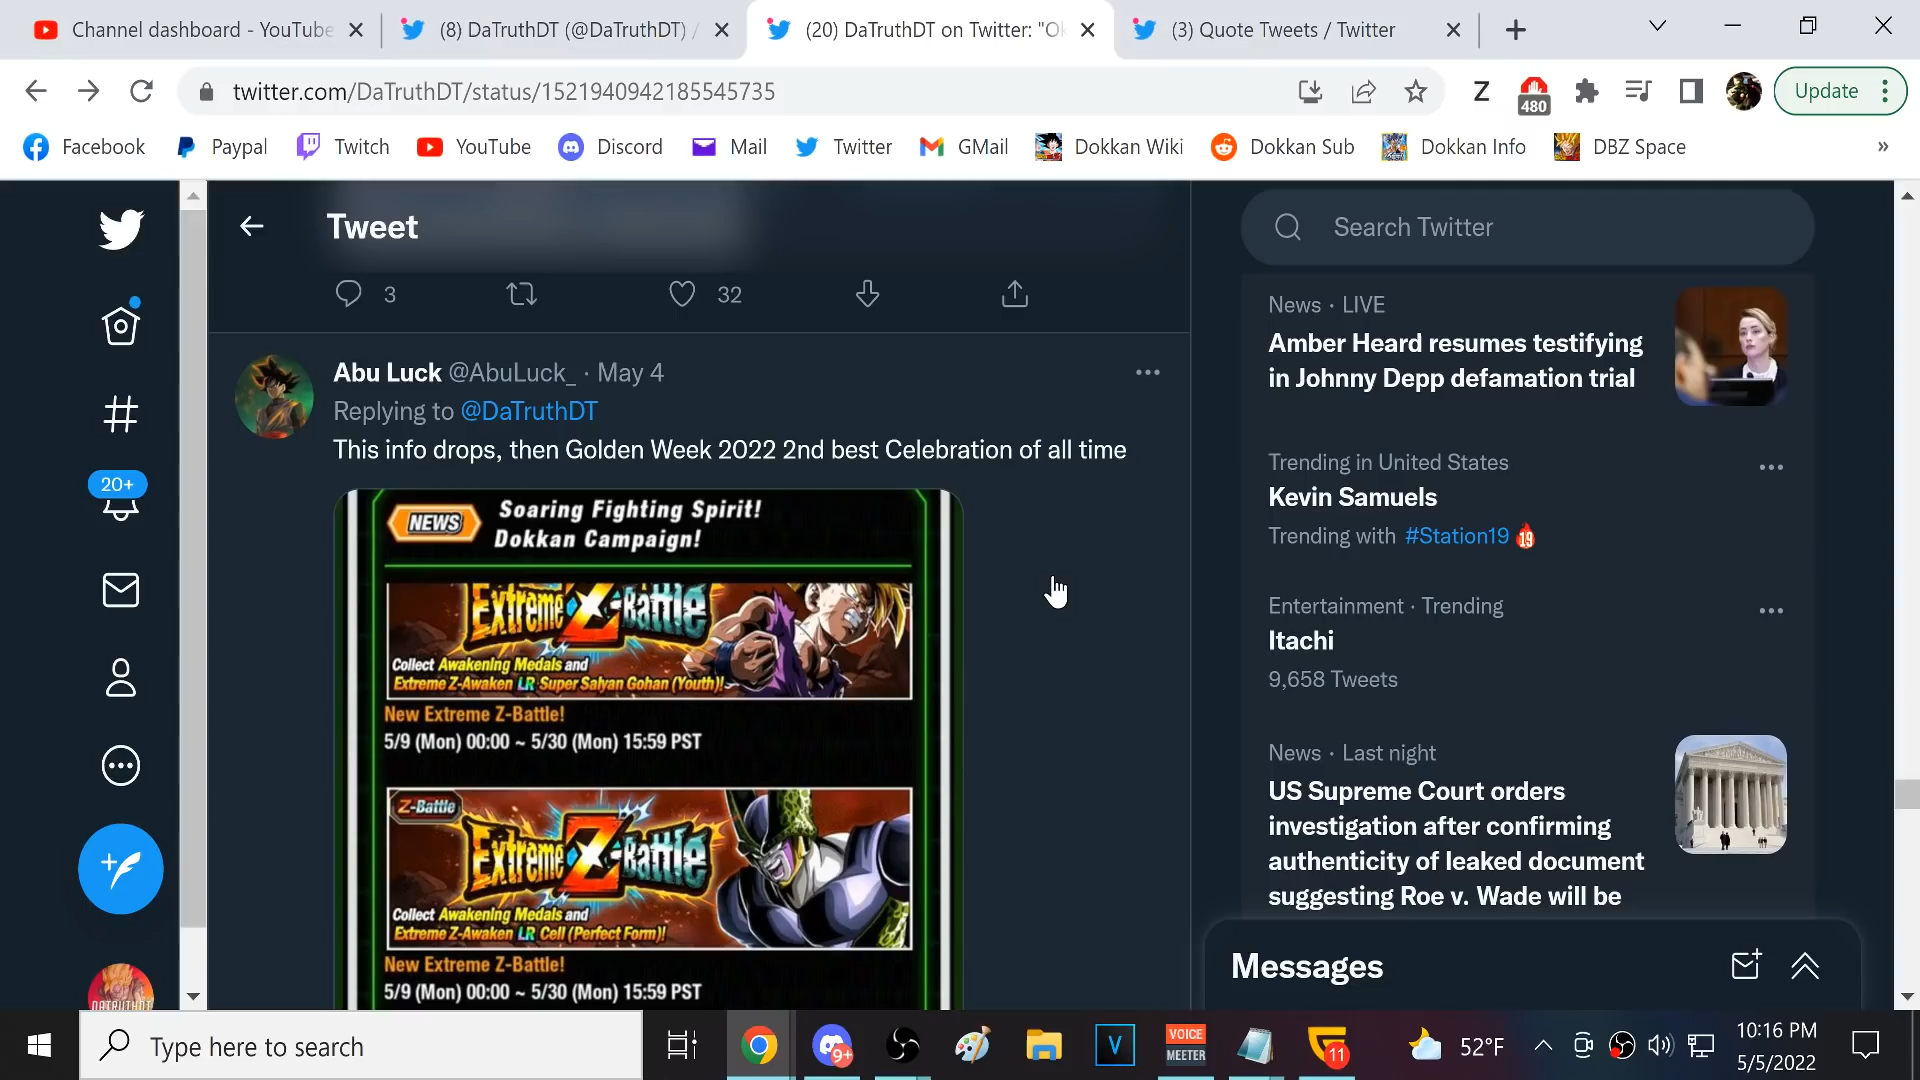 Channel dashboard - YouTube
(8) DaTruthDT (@DaTruthDT) /
(20) DaTruthDT on Twitter: "Ok
(3) Quote Tweets / Twitter
twitter.com/DaTruthDT/status/1521940942185545735
Z
480
Update
Facebook
Paypal
Twitch
YouTube
Discord
Mail
Twitter
GMail
Dokkan Wiki
Dokkan Sub
Dokkan Info
DBZ Space
»
Tweet
3
32
Abu Luck @AbuLuck_ · May 4
Replying to @DaTruthDT
This info drops, then Golden Week 2022 2nd best Celebration of all time
NEWS
Soaring Fighting Spirit!
Dokkan Campaign!
Extreme Z-Battle
Collect Awakening Medals and
Extreme Z-Awaken LR Super Saiyan Gohan (Youth)!
New Extreme Z-Battle!
5/9 (Mon) 00:00 ~ 5/30 (Mon) 15:59 PST
Z-Battle
Extreme Z-Battle
Collect Awakening Medals and
Extreme Z-Awaken LR Cell (Perfect Form)!
New Extreme Z-Battle!
5/9 (Mon) 00:00 ~ 5/30 (Mon) 15:59 PST
20+
DATRUTHDT
Search Twitter
News · LIVE
Amber Heard resumes testifying
in Johnny Depp defamation trial
Trending in United States
Kevin Samuels
Trending with #Station19
19
Entertainment · Trending
Itachi
9,658 Tweets
News · Last night
US Supreme Court orders
investigation after confirming
authenticity of leaked document
suggesting Roe v. Wade will be
Messages
Type here to search
9+
V
VOICE
MEETER
11
52°F
10:16 PM
5/5/2022